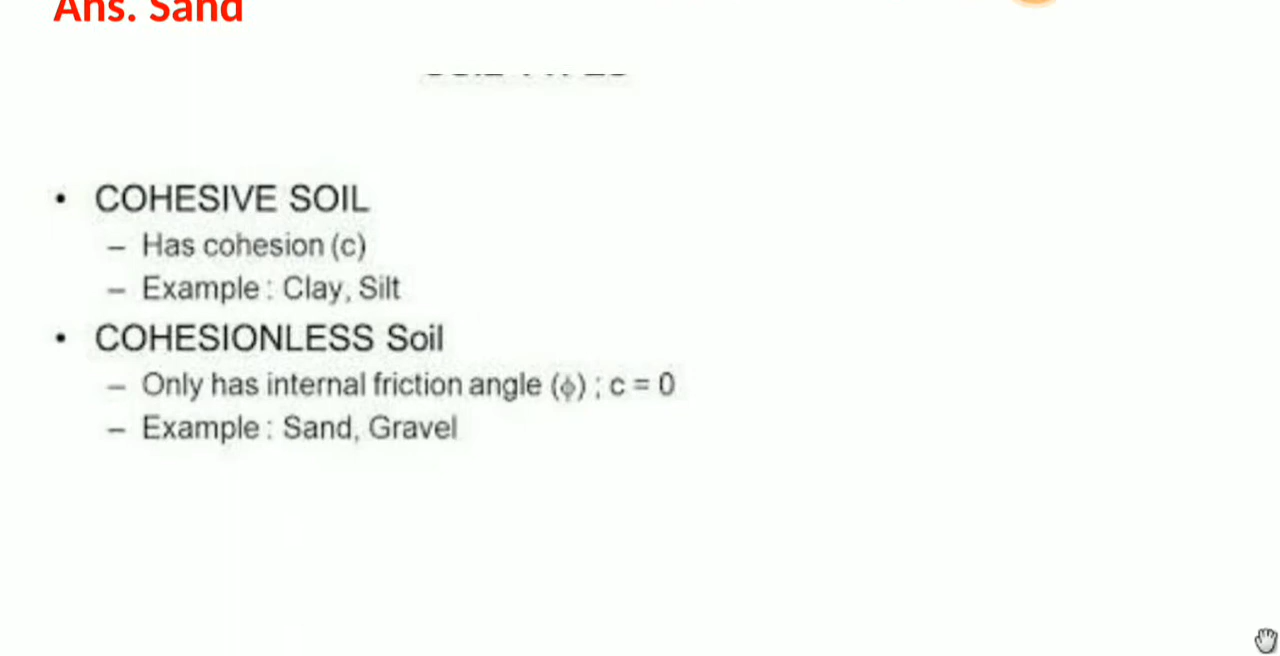 Ans. Sand
• COHESIVE SOIL
– Has cohesion (c)
– Example : Clay, Silt
• COHESIONLESS Soil
– Only has internal friction angle (ϕ) ; c = 0
– Example : Sand, Gravel